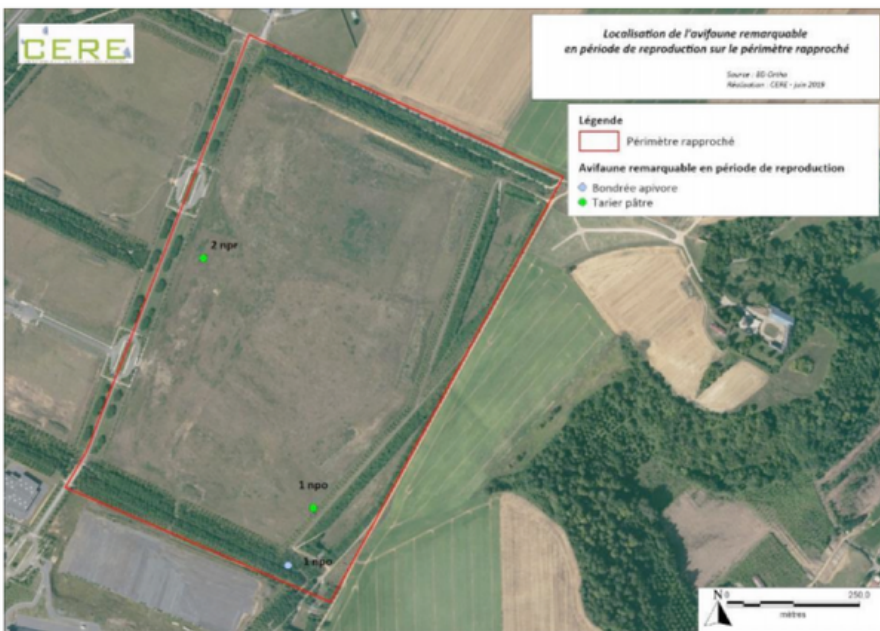 CERE
Localisation de l'avifaune remarquable
en période de reproduction sur le périmètre rapproché
Source : BD-Ortho
Réalisation : CERE - juin 2019
Légende
Périmètre rapproché
Avifaune remarquable en période de reproduction
Bondrée apivore
Tarier pâtre
2 npr
1 npo
1 npo
N 0 250.0
mètres